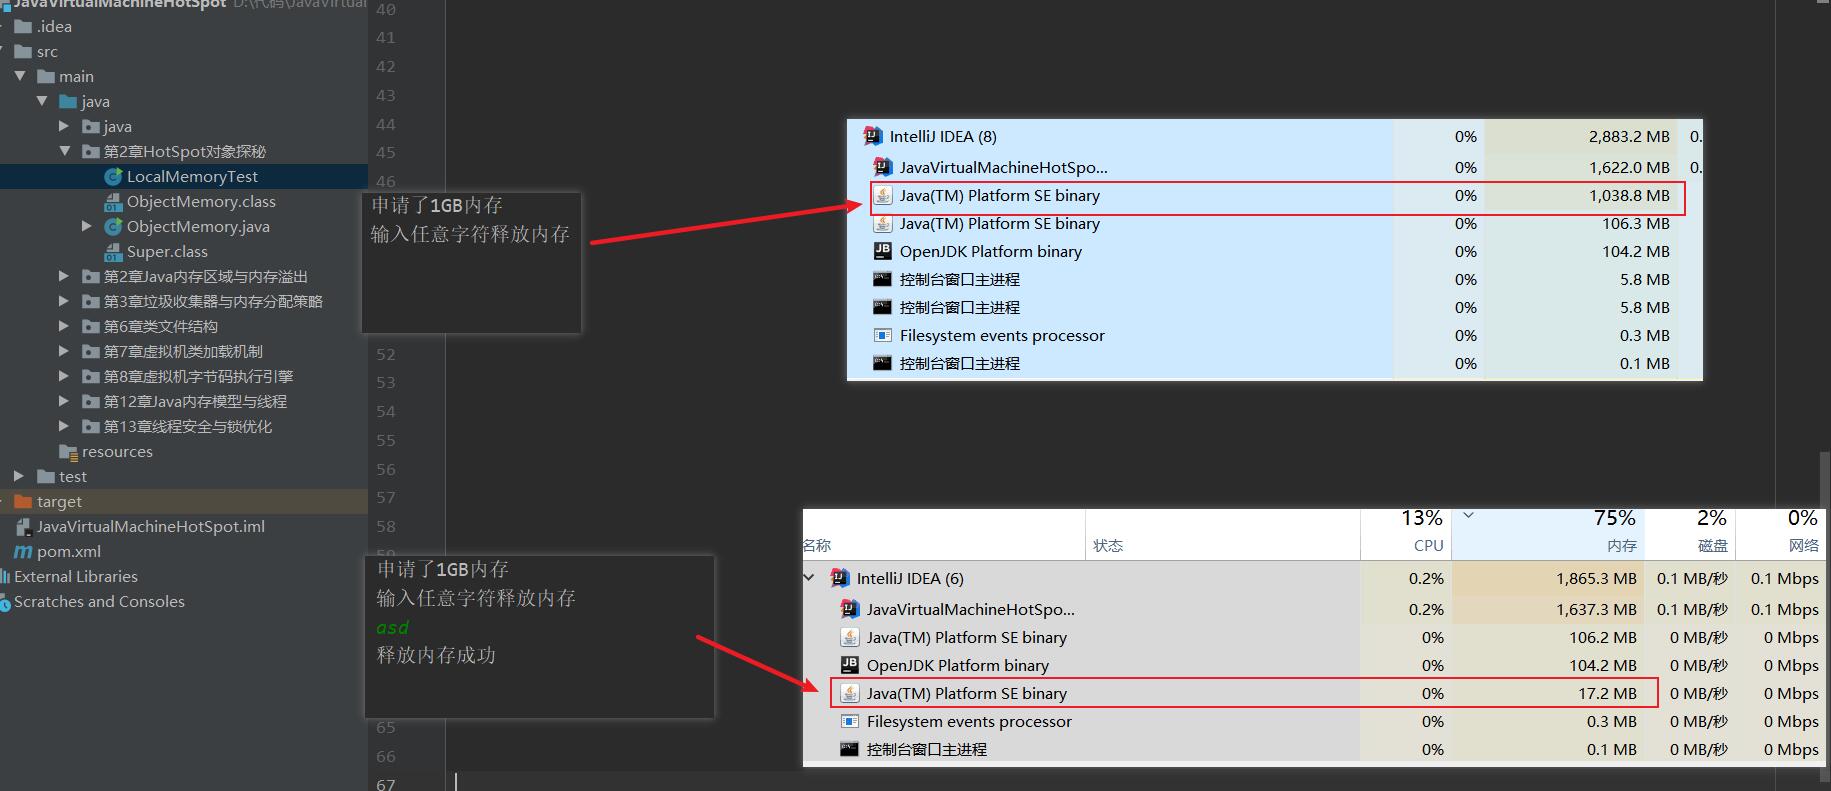 JavaVirtualMachineHotSpot D:\代码\JavaVirtual
.idea
src
main
java
java
第2章HotSpot对象探秘
LocalMemoryTest
ObjectMemory.class
ObjectMemory.java
Super.class
第2章Java内存区域与内存溢出
第3章垃圾收集器与内存分配策略
第6章类文件结构
第7章虚拟机类加载机制
第8章虚拟机字节码执行引擎
第12章Java内存模型与线程
第13章线程安全与锁优化
resources
test
target
JavaVirtualMachineHotSpot.iml
pom.xml
External Libraries
Scratches and Consoles
40
41
42
43
44
45
46
52
53
54
55
56
57
58
65
66
67
申请了1GB内存
输入任意字符释放内存
IntelliJ IDEA (8) 0% 2,883.2 MB 0.
JavaVirtualMachineHotSpo... 0% 1,622.0 MB 0.
Java(TM) Platform SE binary 0% 1,038.8 MB
Java(TM) Platform SE binary 0% 106.3 MB
OpenJDK Platform binary 0% 104.2 MB
控制台窗口主进程 0% 5.8 MB
控制台窗口主进程 0% 5.8 MB
Filesystem events processor 0% 0.3 MB
控制台窗口主进程 0% 0.1 MB
申请了1GB内存
输入任意字符释放内存
asd
释放内存成功
13% 75% 2% 0%
名称 状态 CPU 内存 磁盘 网络
IntelliJ IDEA (6) 0.2% 1,865.3 MB 0.1 MB/秒 0.1 Mbps
JavaVirtualMachineHotSpo... 0.2% 1,637.3 MB 0.1 MB/秒 0.1 Mbps
Java(TM) Platform SE binary 0% 106.2 MB 0 MB/秒 0 Mbps
OpenJDK Platform binary 0% 104.2 MB 0 MB/秒 0 Mbps
Java(TM) Platform SE binary 0% 17.2 MB 0 MB/秒 0 Mbps
Filesystem events processor 0% 0.3 MB 0 MB/秒 0 Mbps
控制台窗口主进程 0% 0.1 MB 0 MB/秒 0 Mbps